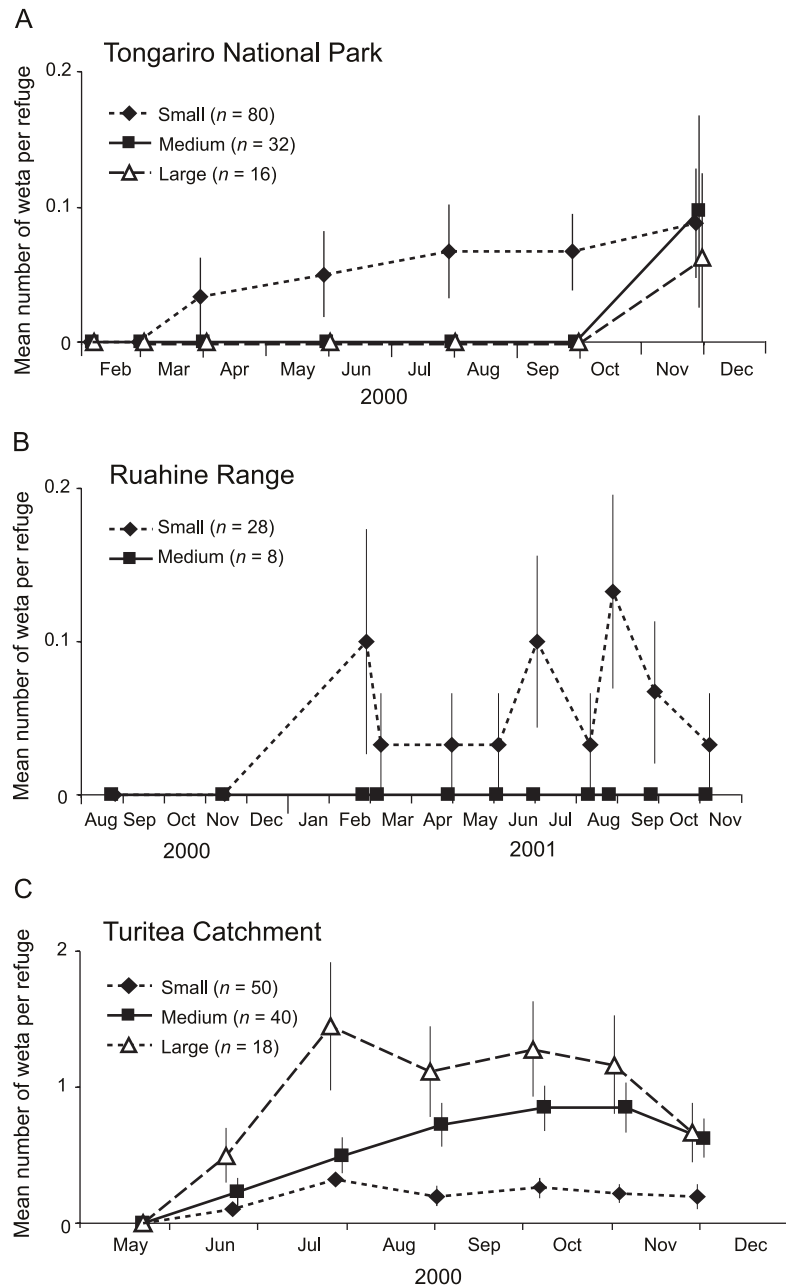 A
Tongariro National Park
Mean number of weta per refuge
0.2
0.1
0
Small (n = 80)
Medium (n = 32)
Large (n = 16)
Feb Mar Apr May Jun Jul Aug Sep Oct Nov Dec
2000
B
Ruahine Range
Mean number of weta per refuge
0.2
0.1
0
Small (n = 28)
Medium (n = 8)
Aug Sep Oct Nov Dec Jan Feb Mar Apr May Jun Jul Aug Sep Oct Nov
2000 2001
C
Turitea Catchment
Mean number of weta per refuge
2
1
0
Small (n = 50)
Medium (n = 40)
Large (n = 18)
May Jun Jul Aug Sep Oct Nov Dec
2000